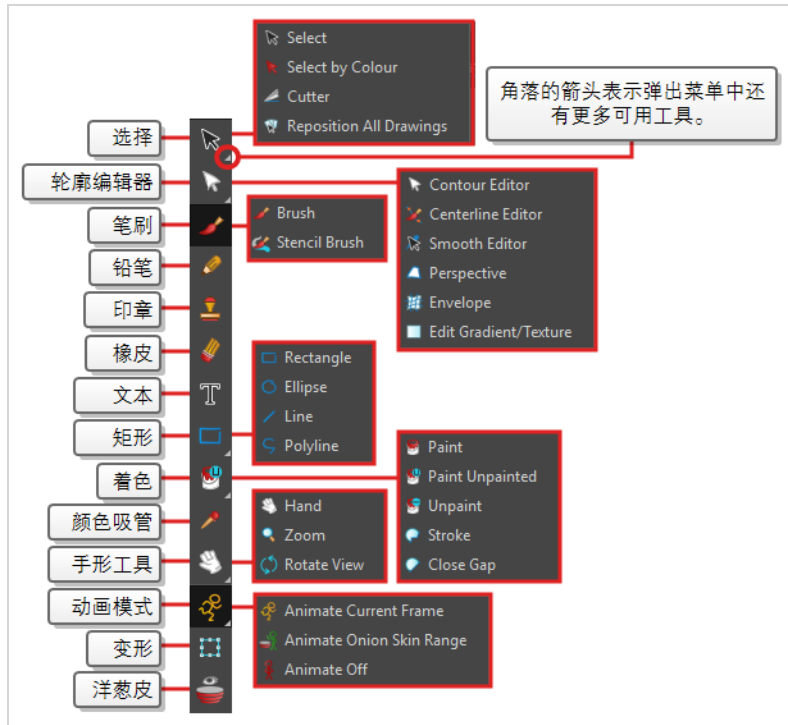 Select
Select by Colour
Cutter
Reposition All Drawings
角落的箭头表示弹出菜单中还
有更多可用工具。
选择
轮廓编辑器
笔刷
铅笔
印章
橡皮
文本
矩形
着色
颜色吸管
手形工具
动画模式
变形
洋葱皮
Contour Editor
Centerline Editor
Smooth Editor
Perspective
Envelope
Edit Gradient/Texture
Brush
Stencil Brush
Rectangle
Ellipse
Line
Polyline
Paint
Paint Unpainted
Unpaint
Stroke
Close Gap
Hand
Zoom
Rotate View
Animate Current Frame
Animate Onion Skin Range
Animate Off